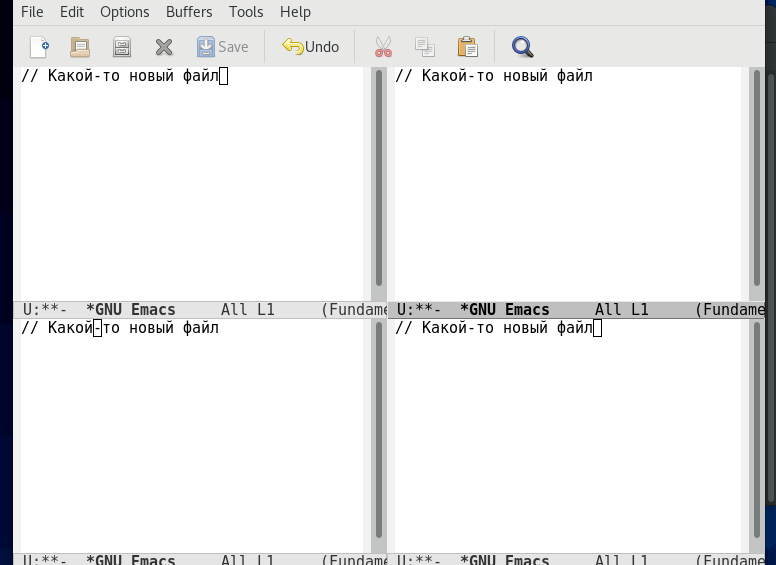 File Edit Options Buffers Tools Help
Save Undo
// Какой-то новый файл
// Какой-то новый файл
U:**- *GNU Emacs All L1 (Fundame
U:**- *GNU Emacs All L1 (Fundame
// Какой-то новый файл
// Какой-то новый файл
U:**- *GNU Emacs All L1 (Fundame
U:**- *GNU Emacs All L1 (Fundame